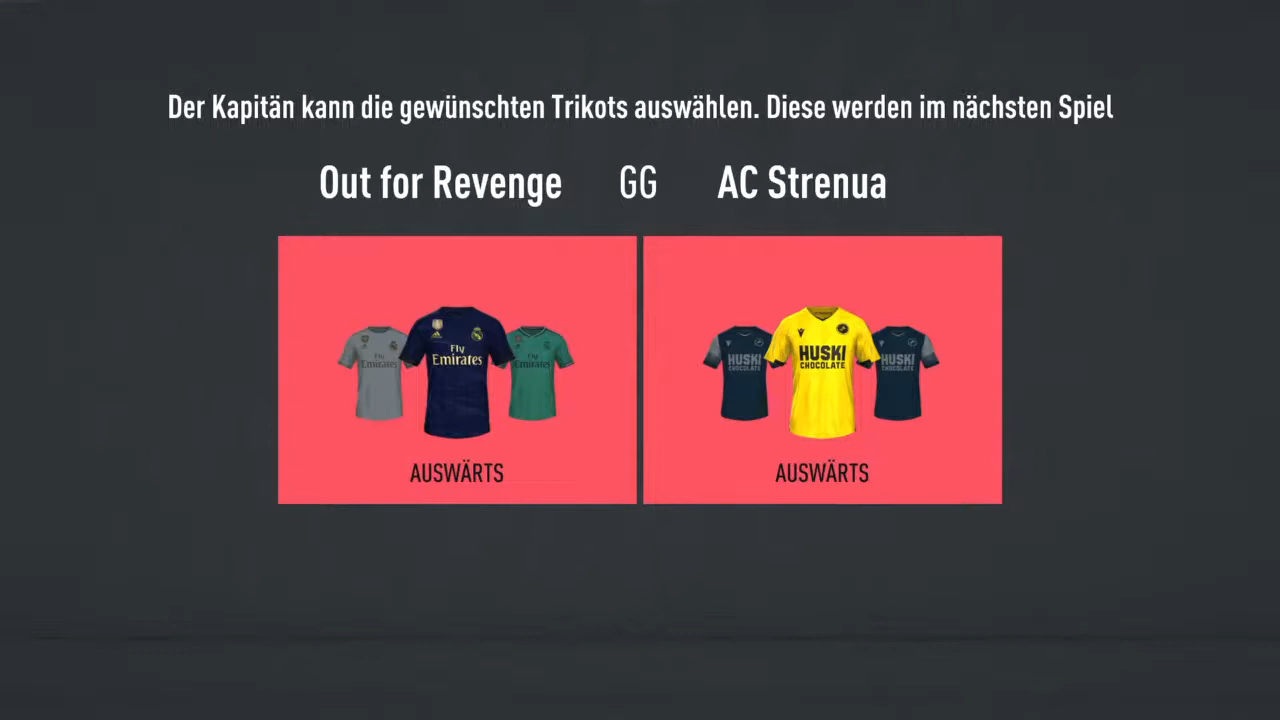 Der Kapitän kann die gewünschten Trikots auswählen. Diese werden im nächsten Spiel
Out for Revenge GG AC Strenua
Fly Emirates
Fly Emirates
Fly Emirates
HUSKI CHOCOLATE
HUSKI CHOCOLATE
HUSKI CHOCOLATE
AUSWÄRTS AUSWÄRTS